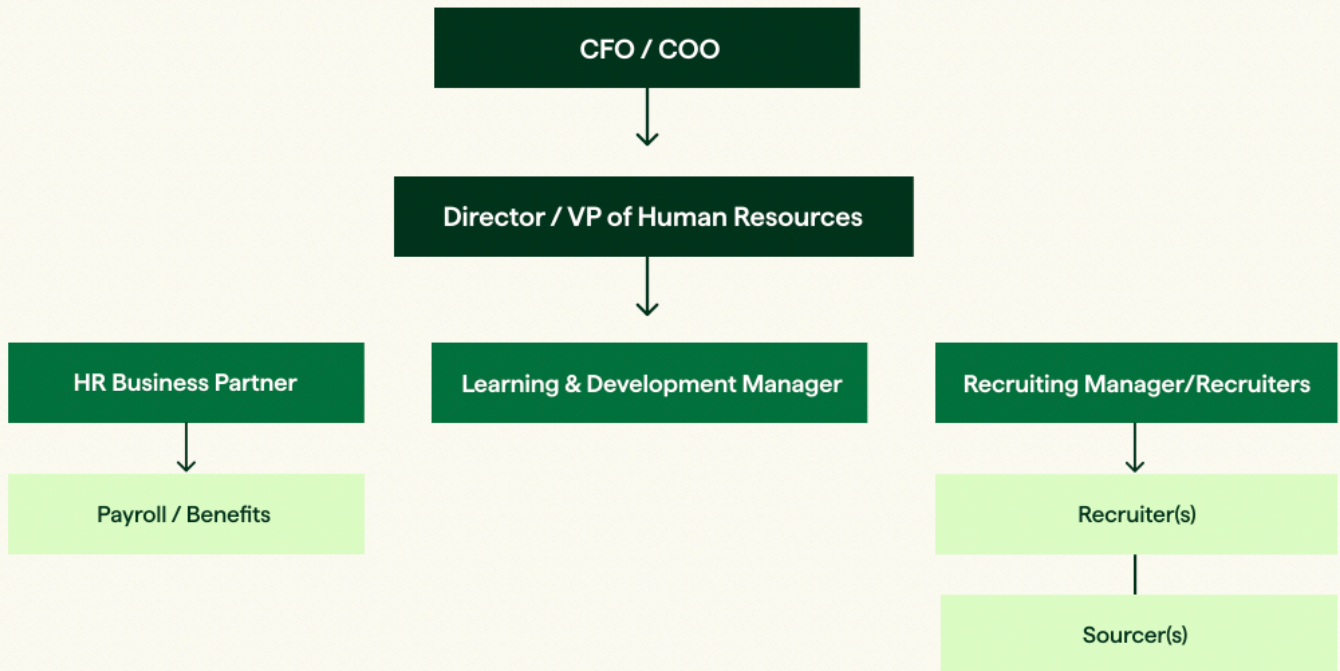 CFO / COO
Director / VP of Human Resources
HR Business Partner
Learning & Development Manager
Recruiting Manager/Recruiters
Payroll / Benefits
Recruiter(s)
Sourcer(s)